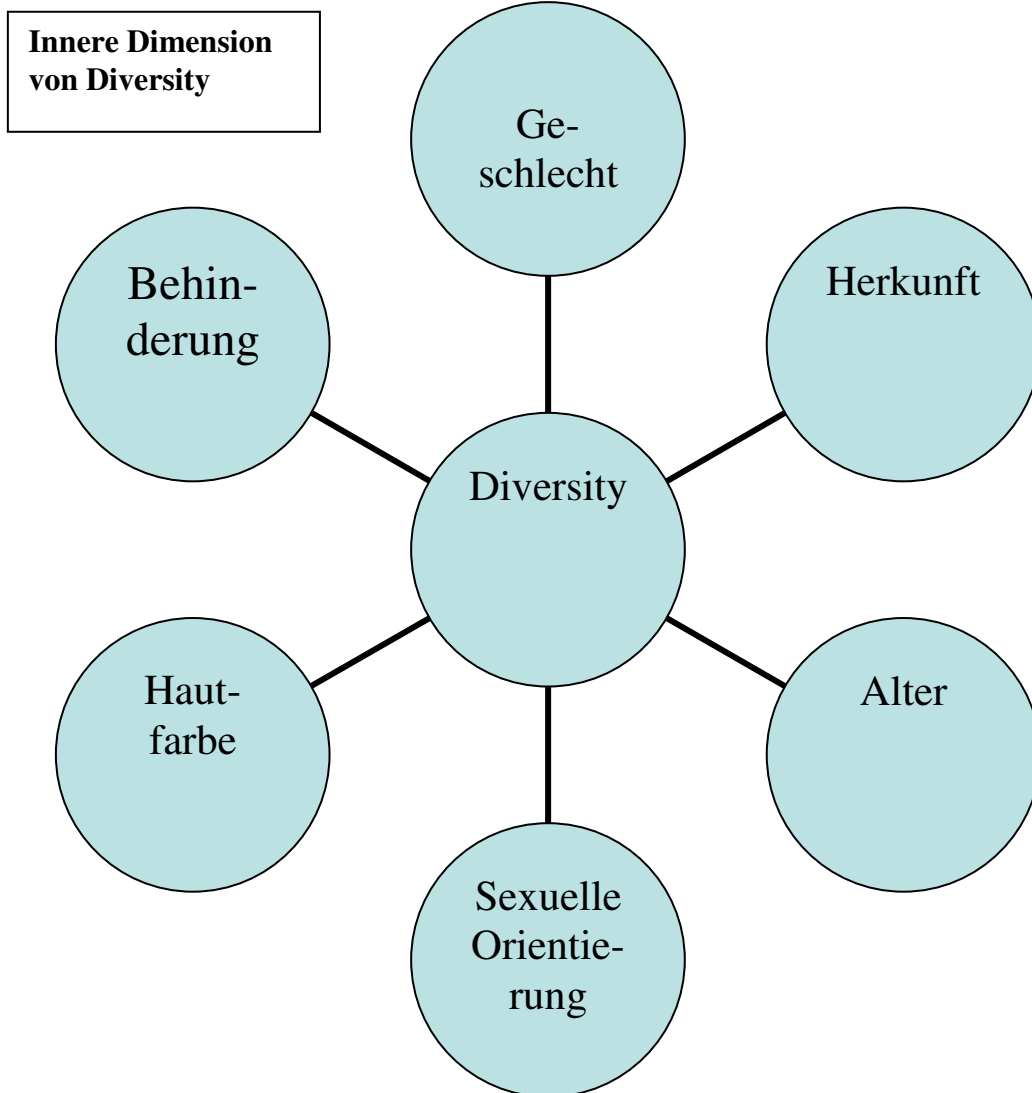 Innere Dimension
von Diversity
Ge-
schlecht
Behin-
derung
Herkunft
Diversity
Haut-
farbe
Alter
Sexuelle
Orientie-
rung